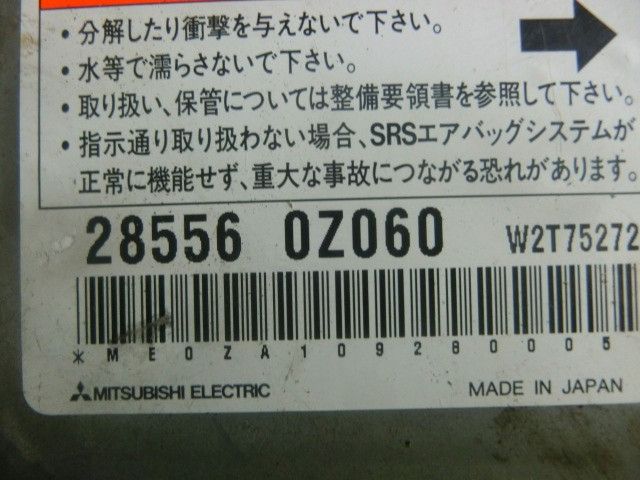 ・分解したり衝撃を与えないで下さい。
・水等で濡らさないで下さい。
・取り扱い、保管については整備要領書を参照して下さい。
・指示通り取り扱わない場合、SRSエアバッグシステムが
正常に機能せず、重大な事故につながる恐れがあります。
28556 0Z060 W2T75272
*ME0ZA109280005
MITSUBISHI ELECTRIC MADE IN JAPAN